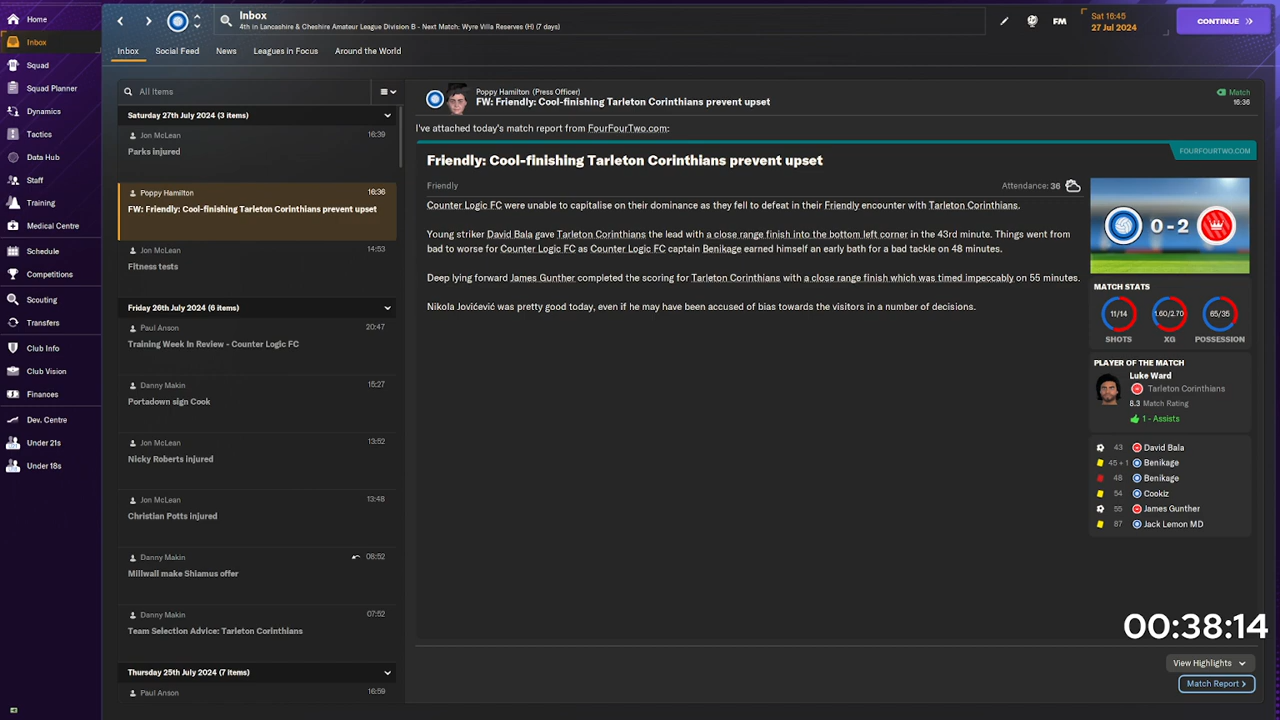 Home
Inbox
Squad
Squad Planner
Dynamics
Tactics
Data Hub
Staff
Training
Medical Centre
Schedule
Competitions
Scouting
Transfers
Club Info
Club Vision
Finances
Dev. Centre
Under 21s
Under 18s
Inbox
4th in Lancashire & Cheshire Amateur League Division B - Next Match: Wyre Villa Reserves (H) (7 days)
FM
Sat 16:45
27 Jul 2024
CONTINUE
Inbox
Social Feed
News
Leagues in Focus
Around the World
All Items
Saturday 27th July 2024 (3 items)
Jon McLean 16:39
Parks injured
Poppy Hamilton 16:36
FW: Friendly: Cool-finishing Tarleton Corinthians prevent upset
Jon McLean 14:53
Fitness tests
Friday 26th July 2024 (6 items)
Paul Anson 20:47
Training Week In Review - Counter Logic FC
Danny Makin 15:27
Portadown sign Cook
Jon McLean 13:52
Nicky Roberts injured
Jon McLean 13:48
Christian Potts injured
Danny Makin 08:52
Millwall make Shiamus offer
Danny Makin 07:52
Team Selection Advice: Tarleton Corinthians
Thursday 25th July 2024 (7 items)
Paul Anson 16:59
Poppy Hamilton (Press Officer)
FW: Friendly: Cool-finishing Tarleton Corinthians prevent upset
Match
16:36
I've attached today's match report from FourFourTwo.com:
FOURFOURTWO.COM
Friendly: Cool-finishing Tarleton Corinthians prevent upset
Friendly
Attendance: 36
Counter Logic FC were unable to capitalise on their dominance as they fell to defeat in their Friendly encounter with Tarleton Corinthians.
Young striker David Bala gave Tarleton Corinthians the lead with a close range finish into the bottom left corner in the 43rd minute. Things went from
bad to worse for Counter Logic FC as Counter Logic FC captain Benikage earned himself an early bath for a bad tackle on 48 minutes.
Deep lying forward James Gunther completed the scoring for Tarleton Corinthians with a close range finish which was timed impeccably on 55 minutes.
Nikola Jovićević was pretty good today, even if he may have been accused of bias towards the visitors in a number of decisions.
0 - 2
MATCH STATS
11/14
1.60/2.70
65/35
SHOTS
XG
POSSESSION
PLAYER OF THE MATCH
Luke Ward
Tarleton Corinthians
8.3 Match Rating
1 - Assists
43 David Bala
45 + 1 Benikage
48 Benikage
54 Cookiz
55 James Gunther
87 Jack Lemon MD
00:38:14
View Highlights
Match Report